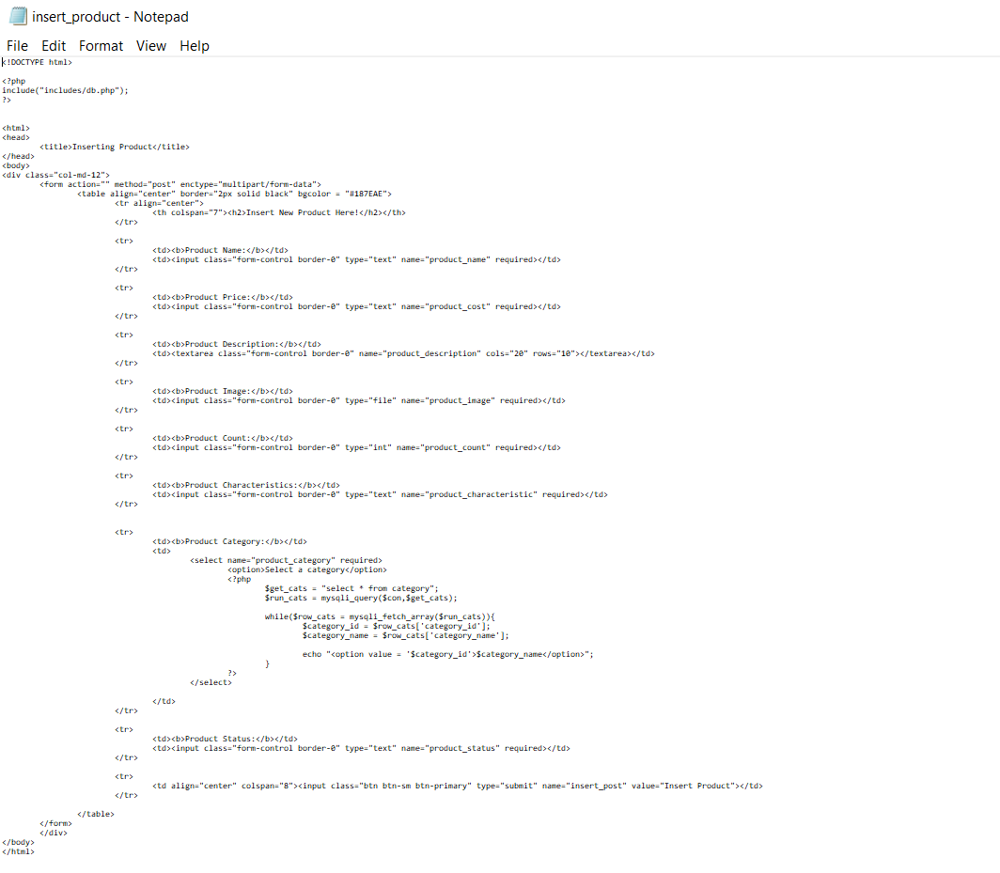 insert_product - Notepad
File Edit Format View Help
<!DOCTYPE html>
<?php
include("includes/db.php");
?>
<html>
<head>
<title>Inserting Product</title>
</head>
<body>
<div class="col-md-12">
<form action="" method="post" enctype="multipart/form-data">
<table align="center" border="2px solid black" bgcolor = "#187EAE">
<tr align="center">
<th colspan="7"><h2>Insert New Product Here!</h2></th>
</tr>
<tr>
<td><b>Product Name:</b></td>
<td><input class="form-control border-0" type="text" name="product_name" required></td>
</tr>
<tr>
<td><b>Product Price:</b></td>
<td><input class="form-control border-0" type="text" name="product_cost" required></td>
</tr>
<tr>
<td><b>Product Description:</b></td>
<td><textarea class="form-control border-0" name="product_description" cols="20" rows="10"></textarea></td>
</tr>
<tr>
<td><b>Product Image:</b></td>
<td><input class="form-control border-0" type="file" name="product_image" required></td>
</tr>
<tr>
<td><b>Product Count:</b></td>
<td><input class="form-control border-0" type="int" name="product_count" required></td>
</tr>
<tr>
<td><b>Product Characteristics:</b></td>
<td><input class="form-control border-0" type="text" name="product_characteristic" required></td>
</tr>
<tr>
<td><b>Product Category:</b></td>
<td>
<select name="product_category" required>
<option>Select a category</option>
<?php
$get_cats = "select * from category";
$run_cats = mysqli_query($con,$get_cats);
while($row_cats = mysqli_fetch_array($run_cats)){
$category_id = $row_cats['category_id'];
$category_name = $row_cats['category_name'];
echo "<option value = '$category_id'>$category_name</option>";
}
?>
</select>
</td>
</tr>
<tr>
<td><b>Product Status:</b></td>
<td><input class="form-control border-0" type="text" name="product_status" required></td>
</tr>
<tr>
<td align="center" colspan="8"><input class="btn btn-sm btn-primary" type="submit" name="insert_post" value="Insert Product"></td>
</tr>
</table>
</form>
</div>
</body>
</html>